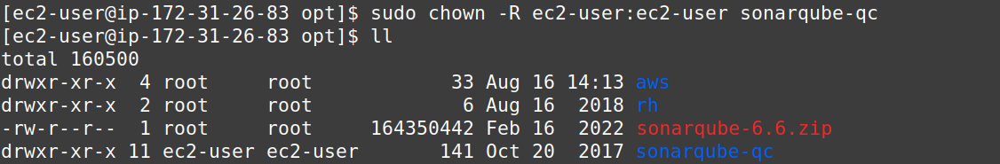 [ec2-user@ip-172-31-26-83 opt]$ sudo chown -R ec2-user:ec2-user sonarqube-qc
[ec2-user@ip-172-31-26-83 opt]$ ll
total 160500
drwxr-xr-x  4 root     root            33 Aug 16 14:13 aws
drwxr-xr-x  2 root     root             6 Aug 16  2018 rh
-rw-r--r--  1 root     root     164350442 Feb 16  2022 sonarqube-6.6.zip
drwxr-xr-x 11 ec2-user ec2-user       141 Oct 20  2017 sonarqube-qc